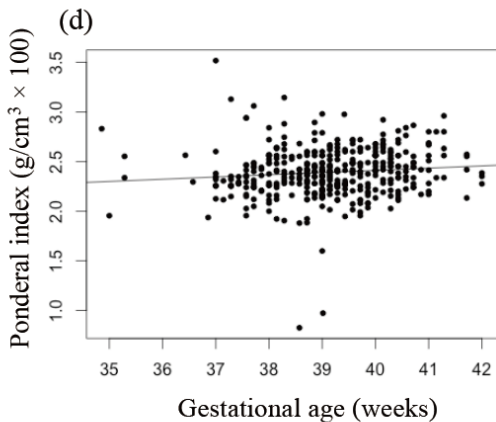 (d)
Ponderal index (g/cm³ × 100)
3.5
3.0
2.5
2.0
1.5
1.0
35 36 37 38 39 40 41 42
Gestational age (weeks)